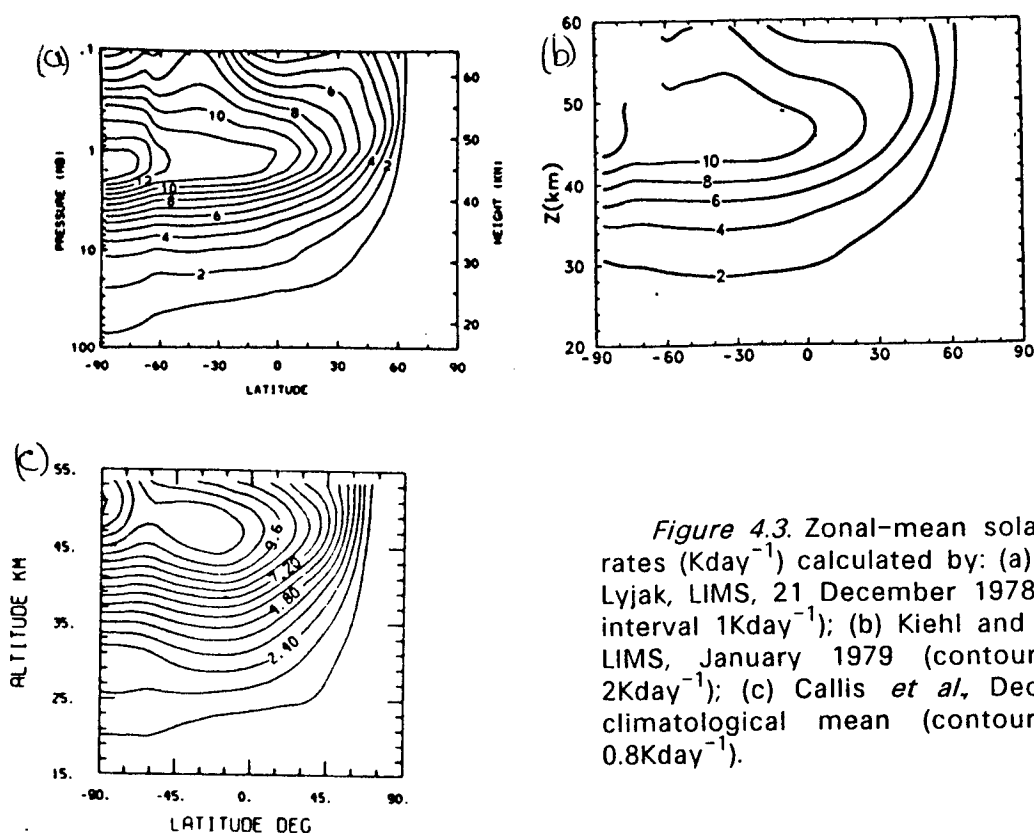 (a)
.1
1
10
100
PRESSURE (MB)
60
50
40
30
20
HEIGHT (KM)
6
8
10
4
2
12
10
8
6
4
2
-90 -60 -30 0 30 60 90
LATITUDE
(b)
60
50
40
30
20
Z(km)
10
8
6
4
2
-90 -60 -30 0 30 60 90
(c)
55.
45.
35.
25.
15.
ALTITUDE KM
9.6
7.20
4.80
2.40
-90. -45. 0. 45. 90.
LATITUDE DEG
Figure 4.3. Zonal-mean sola
rates (Kday⁻¹) calculated by: (a)
Lyjak, LIMS, 21 December 1978
interval 1Kday⁻¹); (b) Kiehl and
LIMS, January 1979 (contour
2Kday⁻¹); (c) Callis et al., Dec
climatological mean (contour
0.8Kday⁻¹).